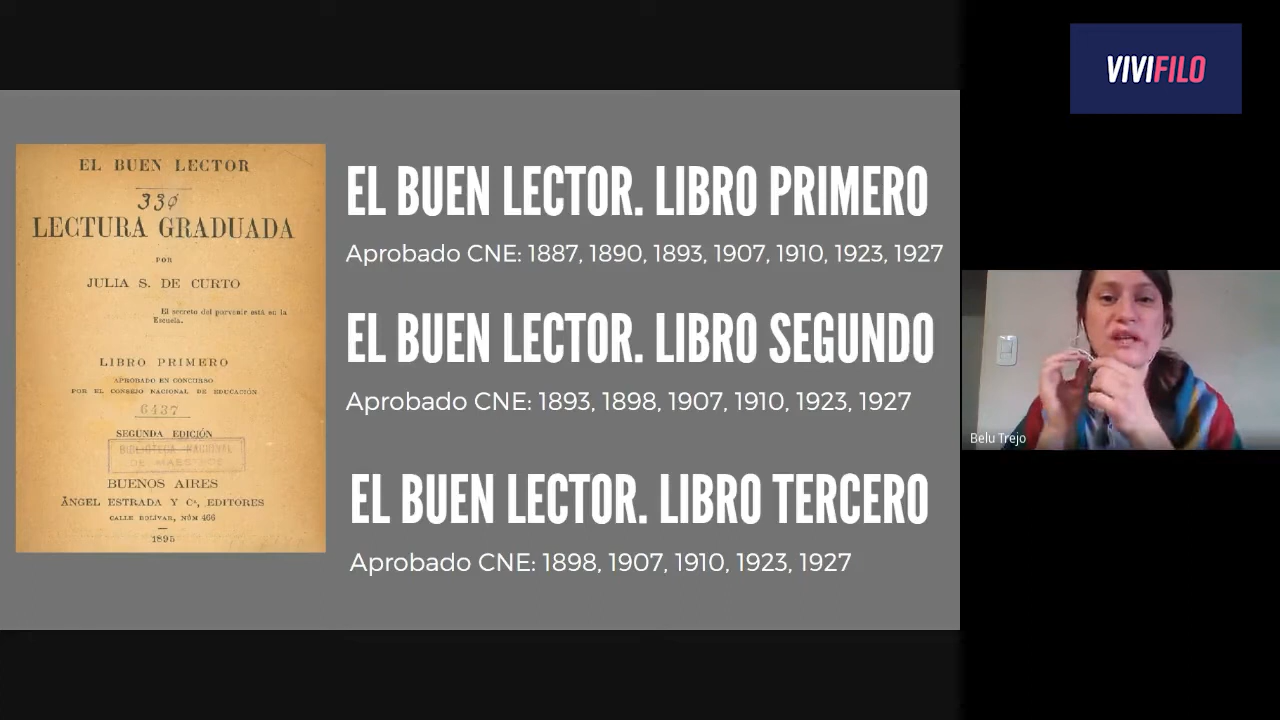 VIVIFILO
EL BUEN LECTOR
339
LECTURA GRADUADA
POR
JULIA S. DE CURTO
El secreto del porvenir está en la
Escuela.
LIBRO PRIMERO
APROBADO EN CONCURSO
POR EL CONSEJO NACIONAL DE EDUCACIÓN
6437
SEGUNDA EDICIÓN
BIBLIOTECA NACIONAL
DE MAESTROS
BUENOS AIRES
ÁNGEL ESTRADA Y Cª, EDITORES
CALLE BOLÍVAR, NÚM 466
1895
EL BUEN LECTOR. LIBRO PRIMERO
Aprobado CNE: 1887, 1890, 1893, 1907, 1910, 1923, 1927
EL BUEN LECTOR. LIBRO SEGUNDO
Aprobado CNE: 1893, 1898, 1907, 1910, 1923, 1927
EL BUEN LECTOR. LIBRO TERCERO
Aprobado CNE: 1898, 1907, 1910, 1923, 1927
Belu Trejo